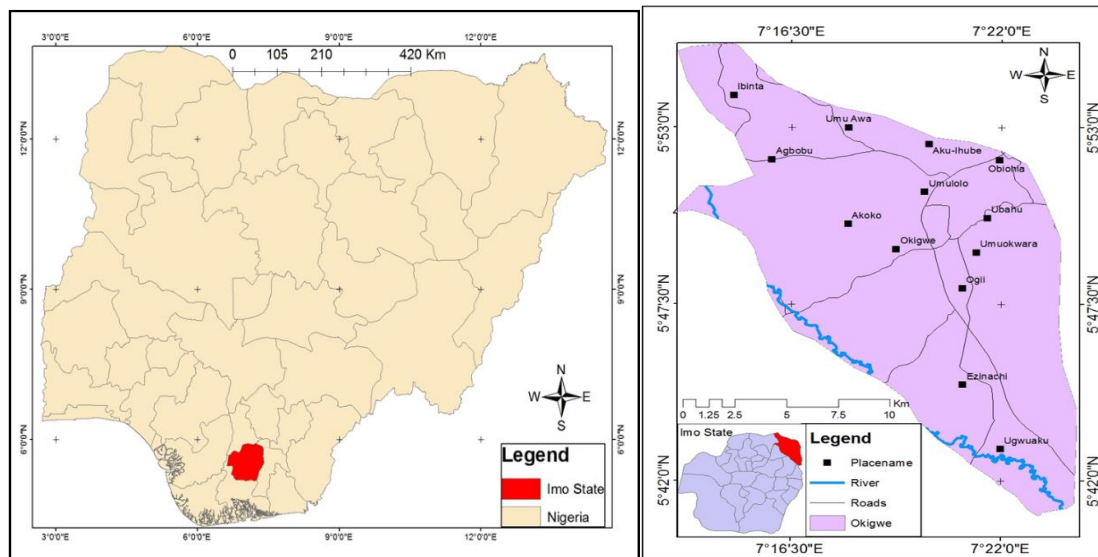 3°0'0"E 6°0'0"E 9°0'0"E 12°0'0"E
0 105 210 420 Km
12°0'0"N
9°0'0"N
6°0'0"N
12°0'0"N
9°0'0"N
6°0'0"N
N
W E
S
Legend
Imo State
Nigeria
3°0'0"E 6°0'0"E 9°0'0"E 12°0'0"E
7°16'30"E 7°22'0"E
N
W E
S
Ibinta
Umu Awa
5°53'0"N
5°53'0"N
Agbobu
Aku-Ihube
Obioha
Umulolo
Akoko
Ubahu
Okigwe
Umuokwara
Ogii
5°47'30"N
5°47'30"N
Ezinachi
Km
0 1.25 2.5 5 7.5 10
Ugwuaku
5°42'0"N
5°42'0"N
Imo State
Legend
Placename
River
Roads
Okigwe
7°16'30"E 7°22'0"E